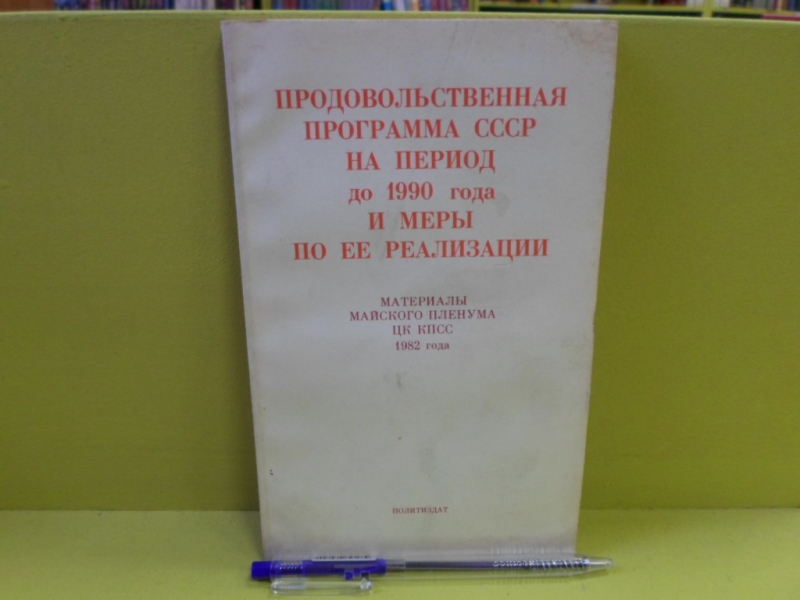 ПРОДОВОЛЬСТВЕННАЯ
ПРОГРАММА СССР
НА ПЕРИОД
до 1990 года
И МЕРЫ
ПО ЕЕ РЕАЛИЗАЦИИ
МАТЕРИАЛЫ
МАЙСКОГО ПЛЕНУМА
ЦК КПСС
1982 года
ПОЛИТИЗДАТ